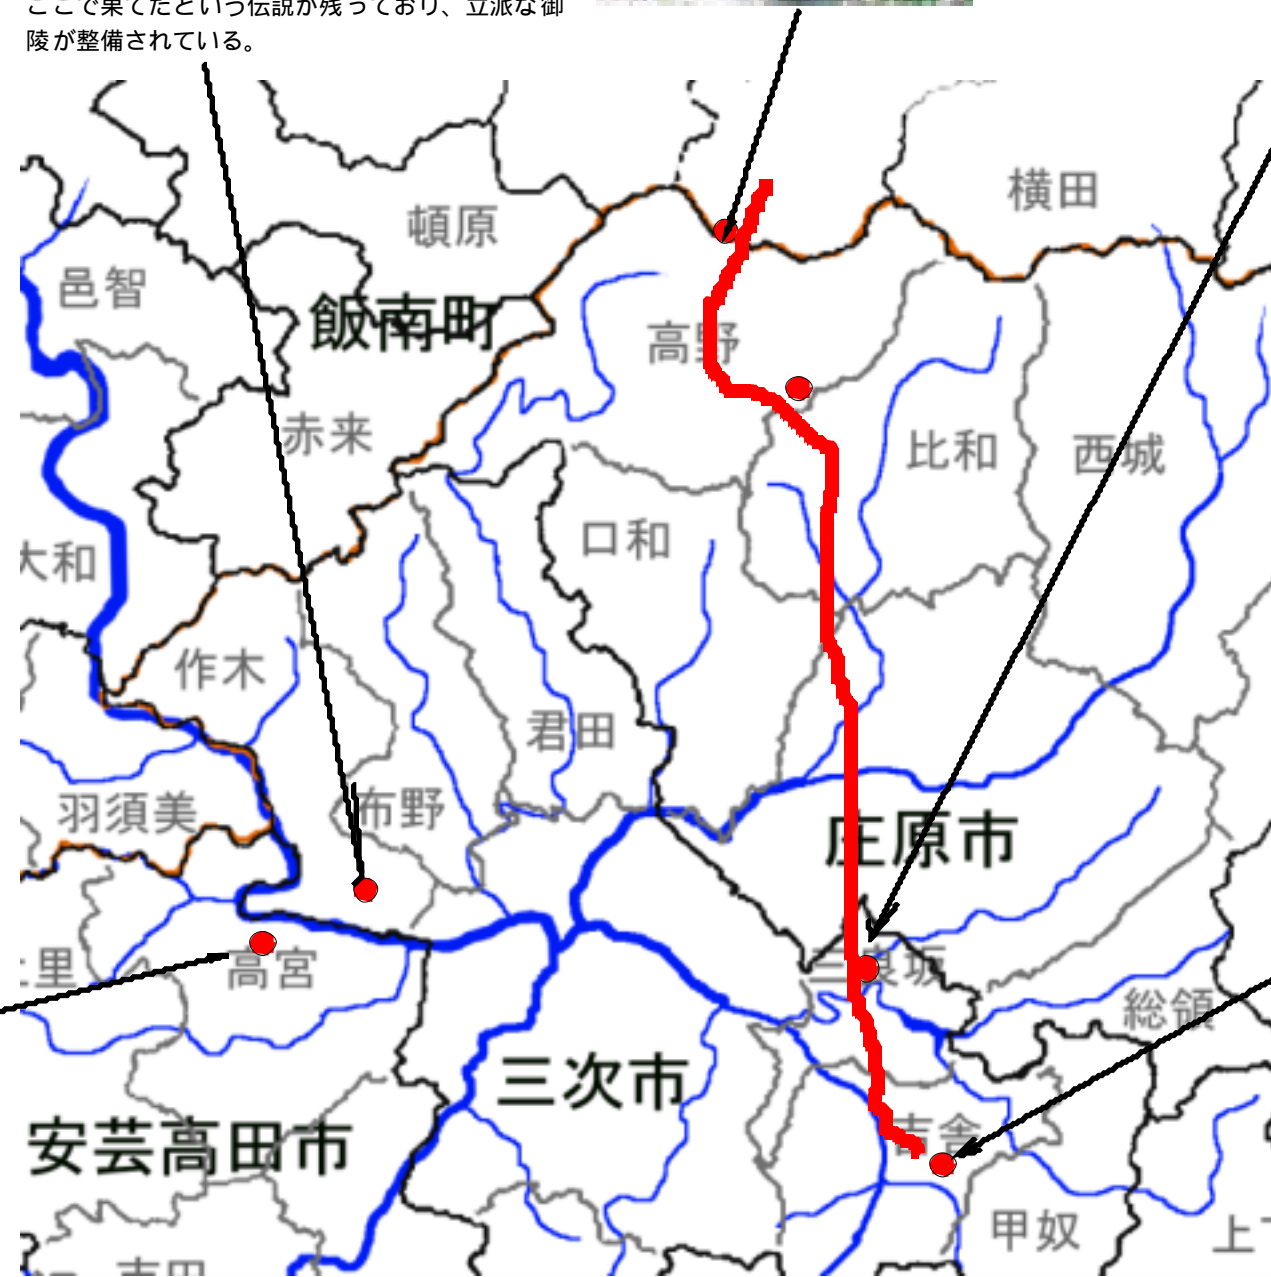 ここで果てたという伝説が残っており、立派な御
陵が整備されている。
横田
頓原
邑智
飯南町
高野
赤来
比和
西城
口和
大和
作木
君田
羽須美
布野
庄原市
里
高宮
三良坂
総領
三次市
安芸高田市
吉舎
甲奴
上
吉田